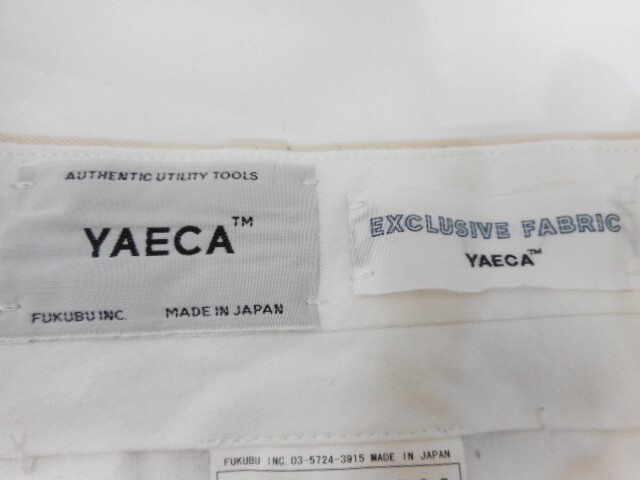 AUTHENTIC UTILITY TOOLS
YAECA™
FUKUBU INC. MADE IN JAPAN
EXCLUSIVE FABRIC
YAECA™
FUKUBU INC. 03-5724-3915 MADE IN JAPAN